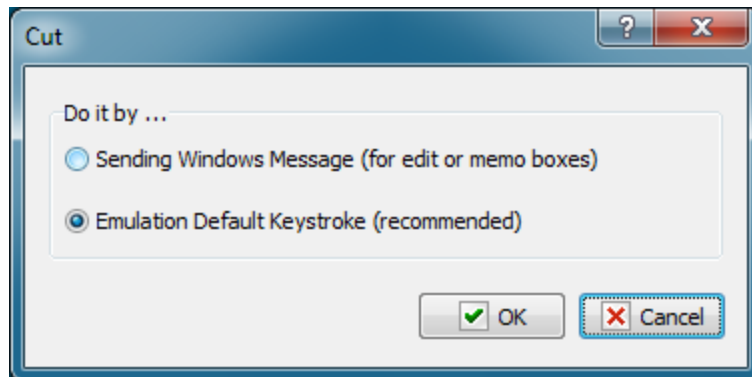 Cut
?
Do it by ...
Sending Windows Message (for edit or memo boxes)
Emulation Default Keystroke (recommended)
OK
Cancel